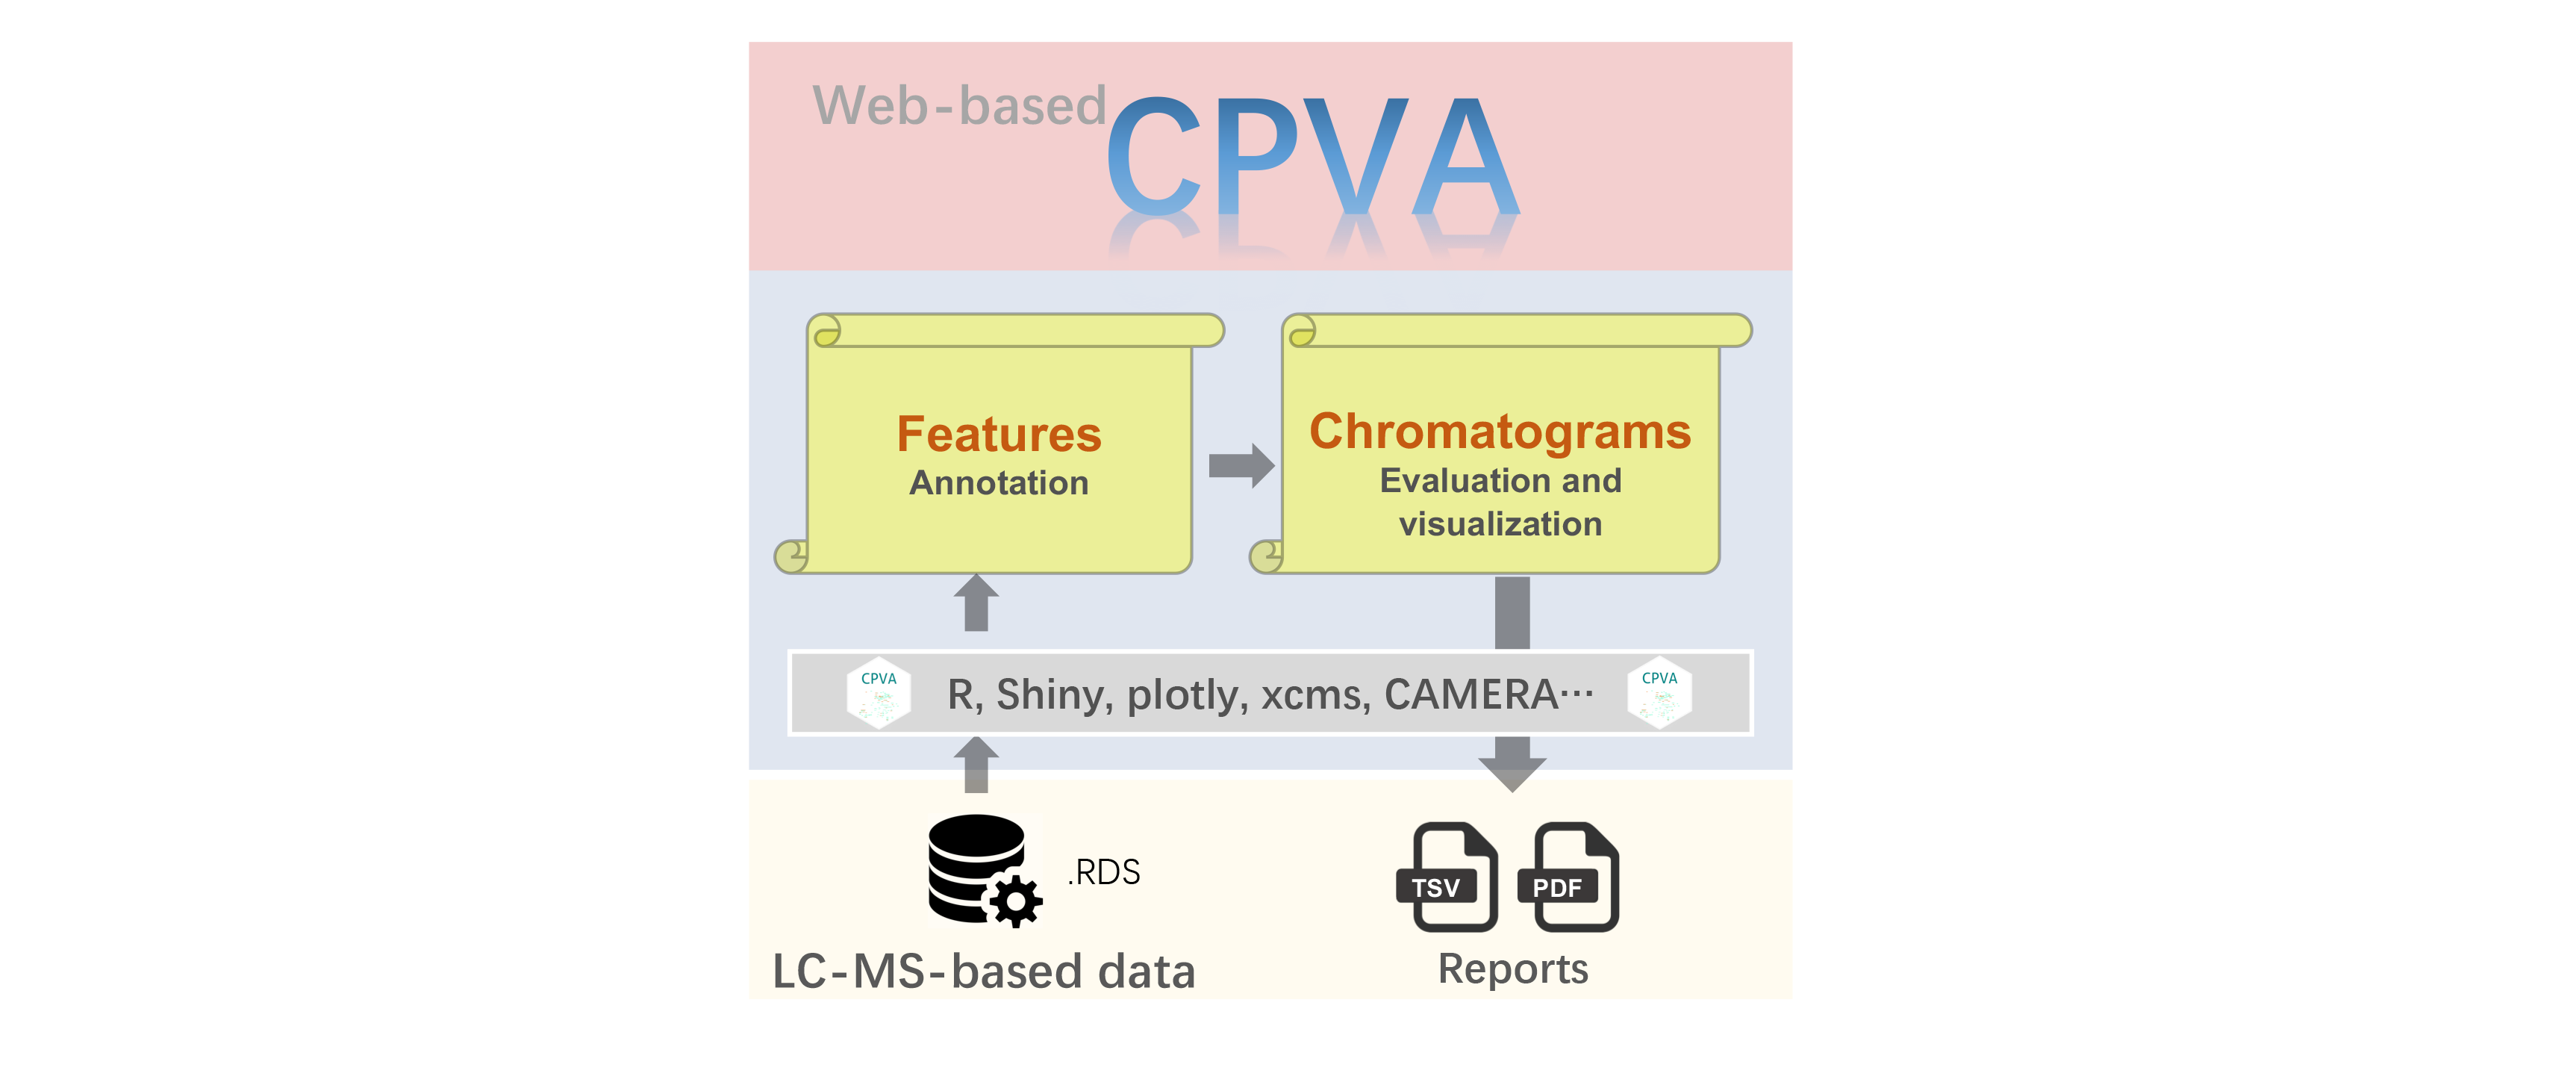 Web-based
CPVA
Features
Annotation
Chromatograms
Evaluation and
visualization
CPVA
R, Shiny, plotly, xcms, CAMERA···
CPVA
.RDS
TSV
PDF
LC-MS-based data
Reports